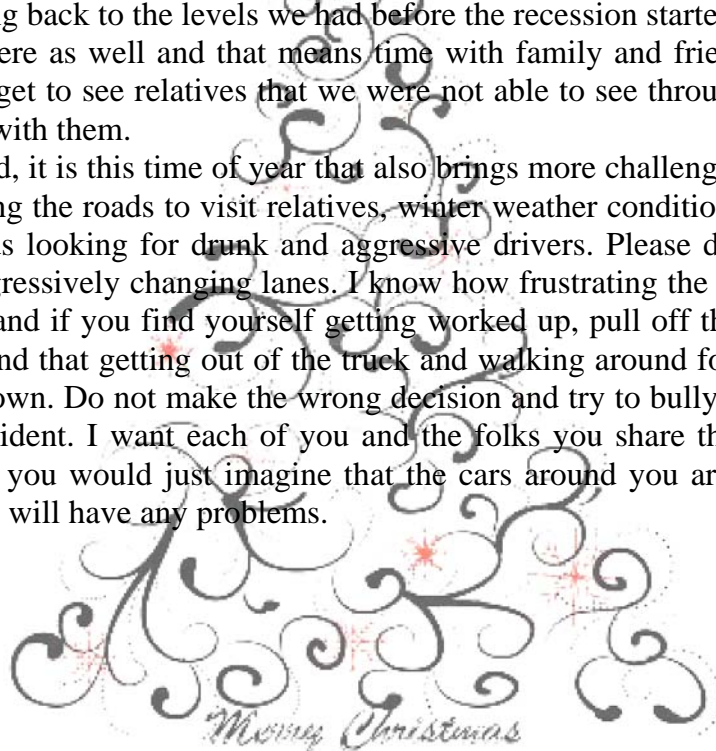 g back to the levels we had before the recession starte
ere as well and that means time with family and frie
get to see relatives that we were not able to see throu
with them.
d, it is this time of year that also brings more challeng
ng the roads to visit relatives, winter weather conditio
us looking for drunk and aggressive drivers. Please d
gressively changing lanes. I know how frustrating the
and if you find yourself getting worked up, pull off th
nd that getting out of the truck and walking around fo
own. Do not make the wrong decision and try to bully
ident. I want each of you and the folks you share th
you would just imagine that the cars around you ar
will have any problems.
Merry Christmas